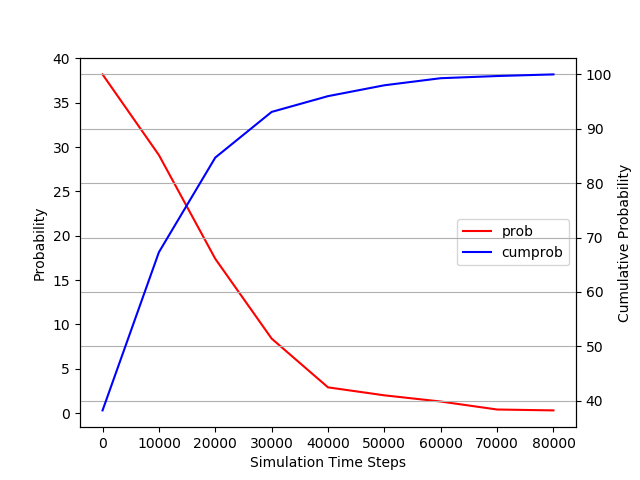 40
35
30
25
20
15
10
5
0
Probability
100
90
80
70
60
50
40
Cumulative Probability
prob
cumprob
0 10000 20000 30000 40000 50000 60000 70000 80000
Simulation Time Steps